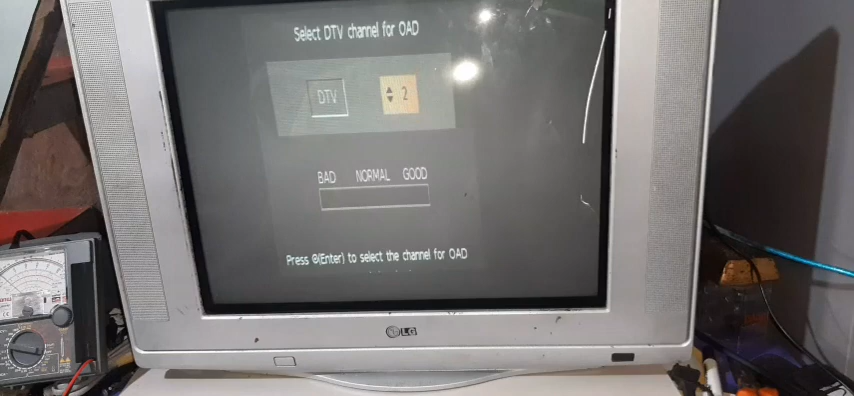 Select DTV channel for OAD
DTV 2
BAD NORMAL GOOD
Press ⊙(Enter) to select the channel for OAD
LG